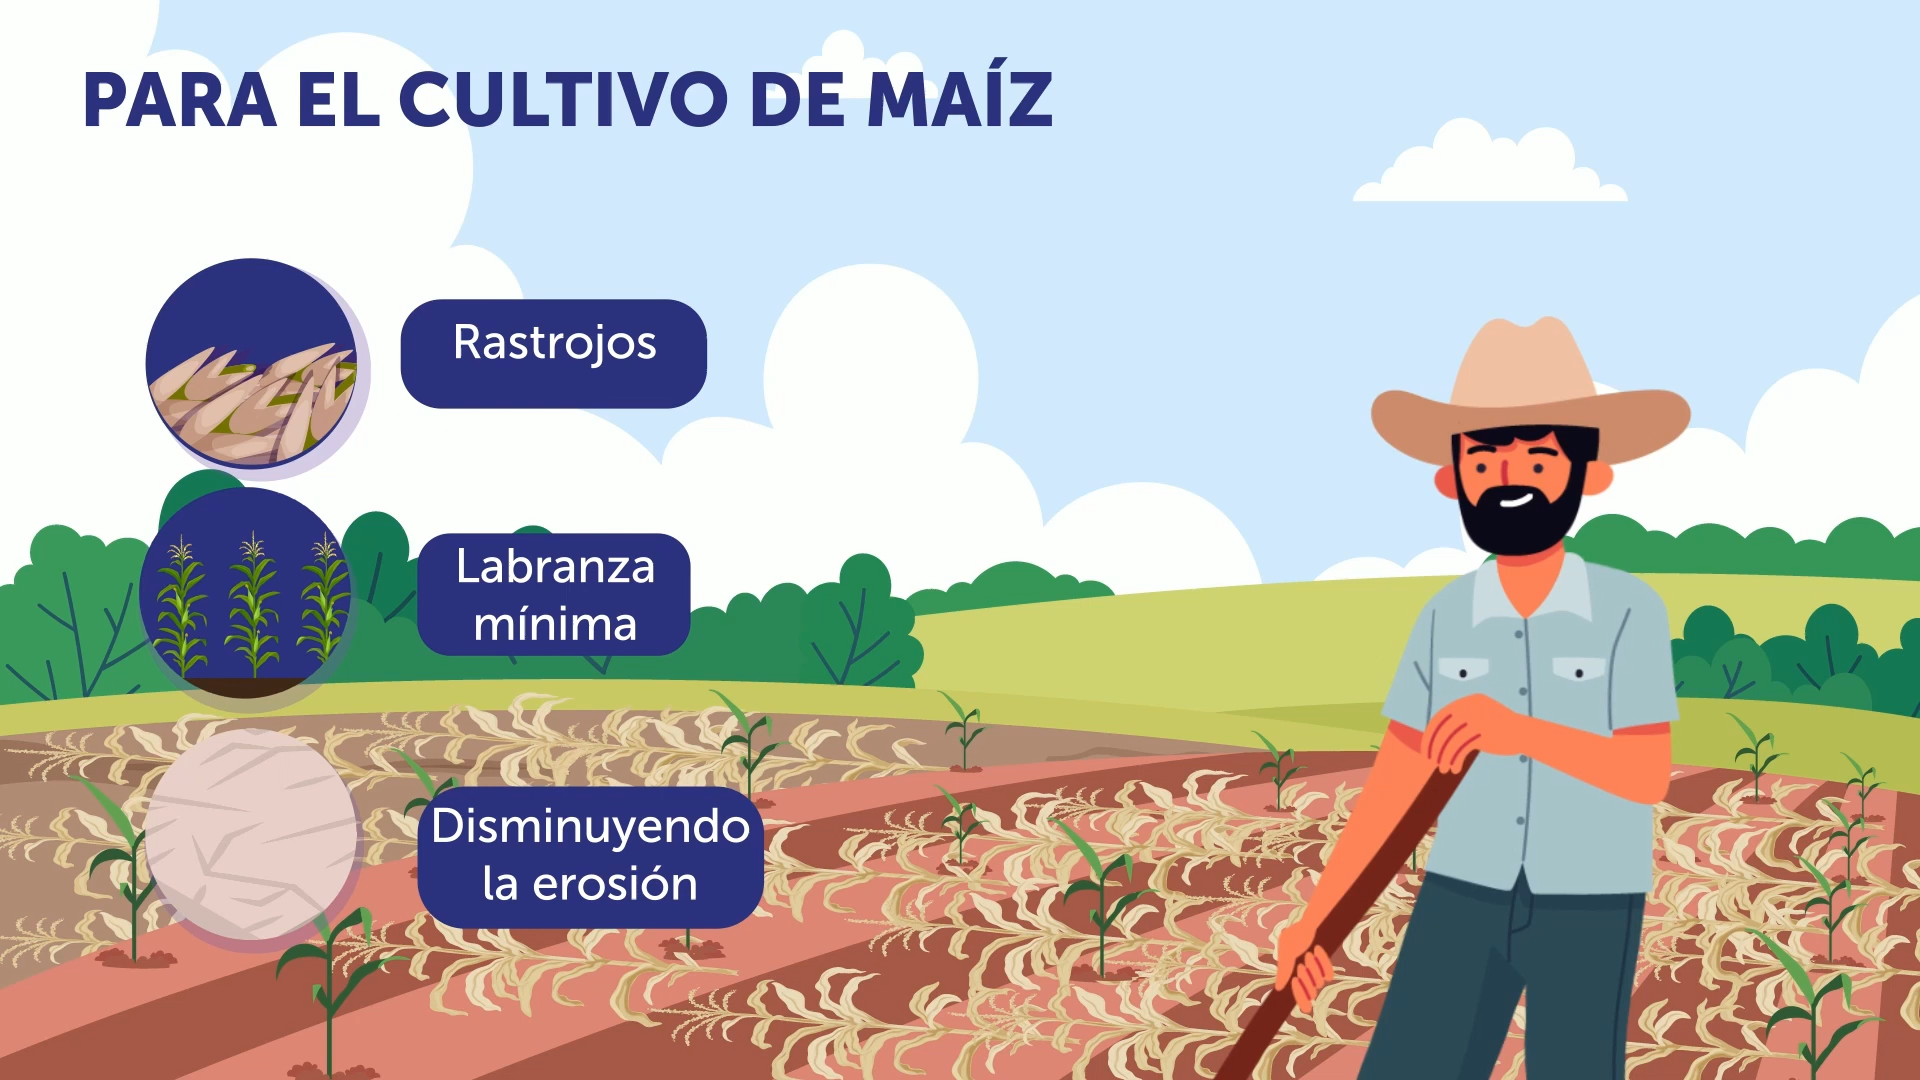 PARA EL CULTIVO DE MAÍZ
Rastrojos
Labranza
mínima
Disminuyendo
la erosión